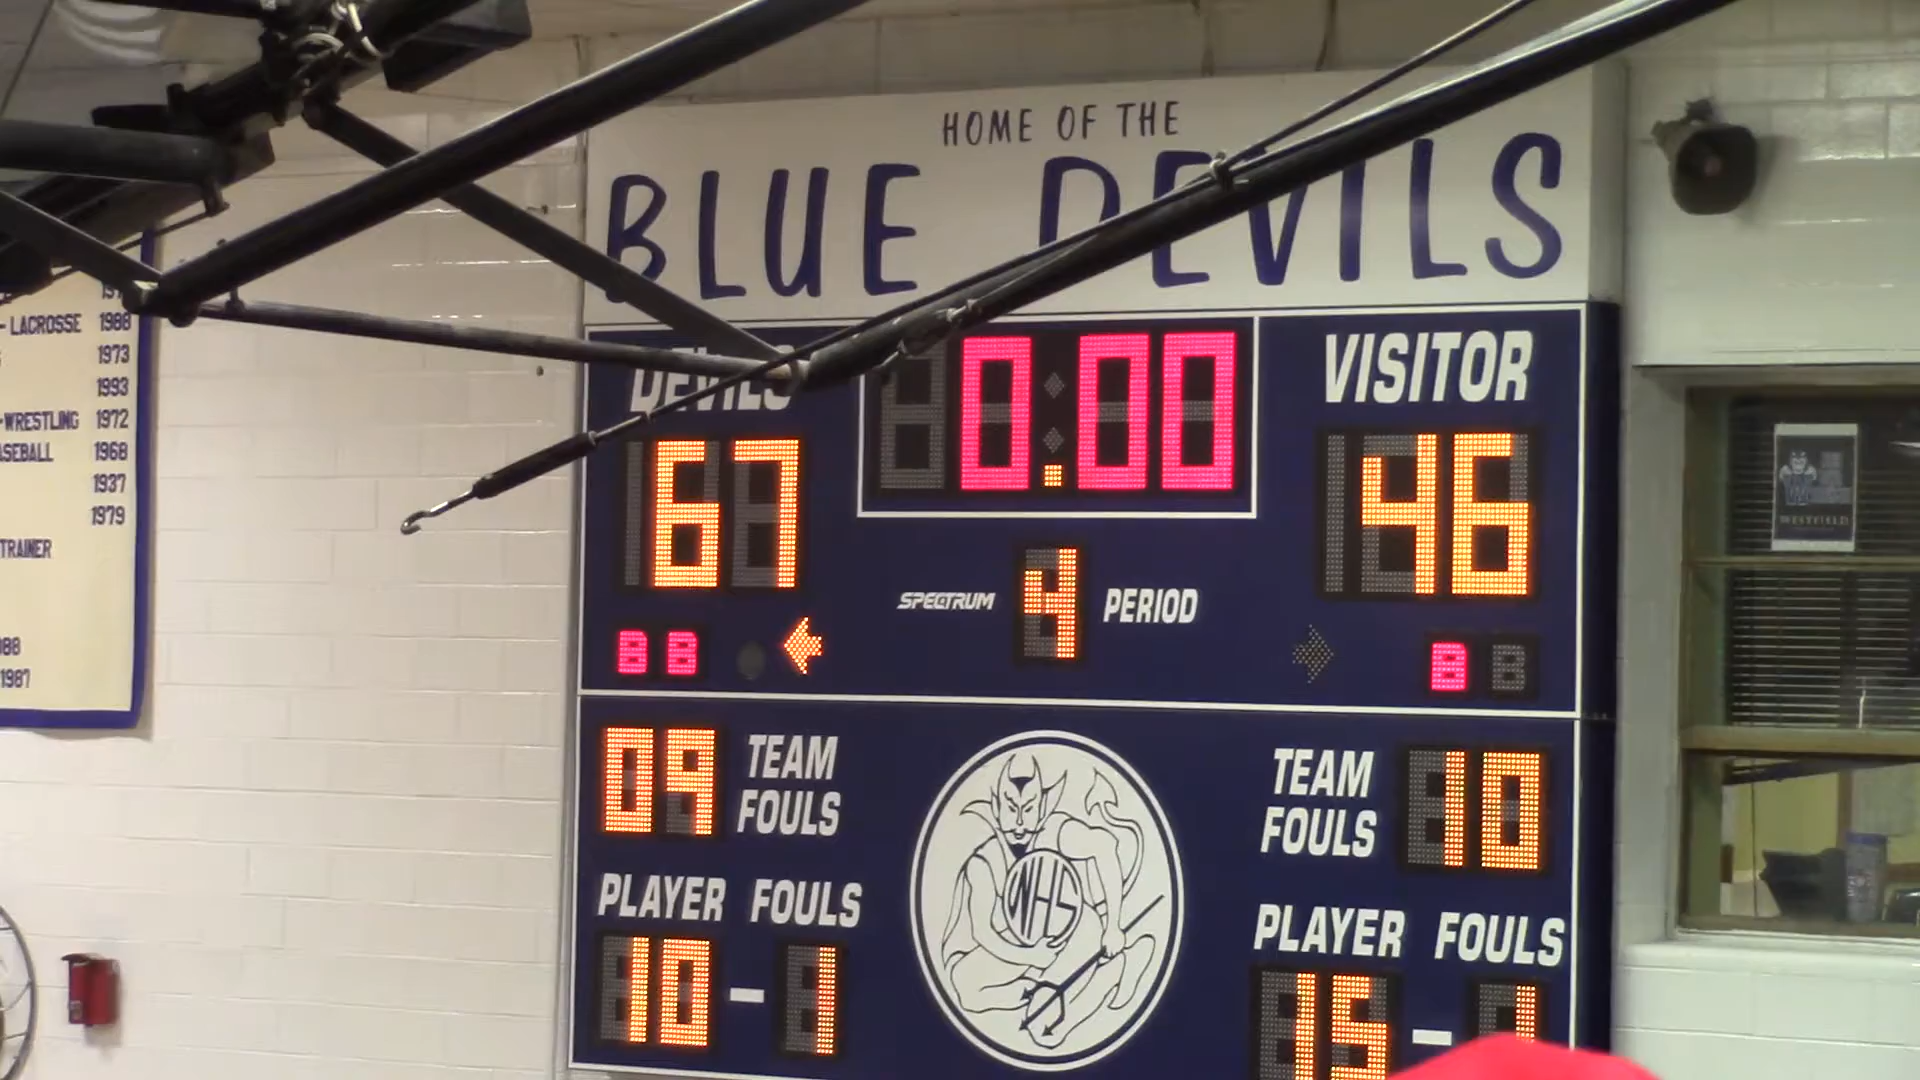 HOME OF THE
BLUE DEVILS
- LACROSSE 1988
1973
1993
-WRESTLING 1972
1968
1937
1979
TRAINER
1987
DEVILS
0.00
VISITOR
67
46
SPECTRUM
4
PERIOD
B B
B B
09
TEAM
FOULS
TEAM
FOULS
10
PLAYER FOULS
PLAYER FOULS
10 - 1
15 - 1
WHS
WESTFIELD